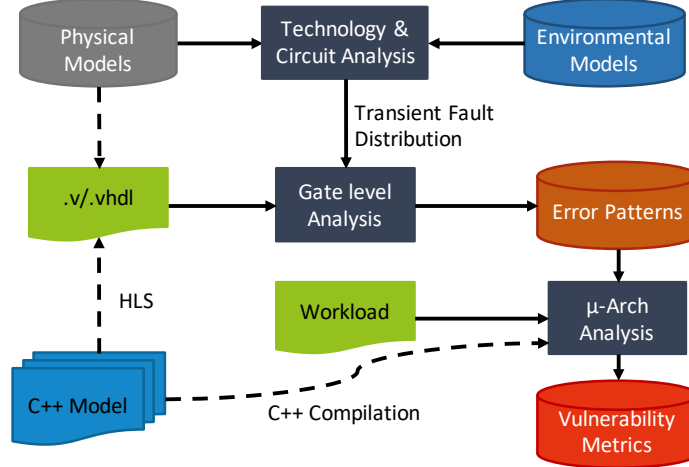 Physical
Models
Technology &
Circuit Analysis
Environmental
Models
Transient Fault
Distribution
.v/.vhdl
Gate level
Analysis
Error Patterns
HLS
Workload
μ-Arch
Analysis
C++ Model
C++ Compilation
Vulnerability
Metrics